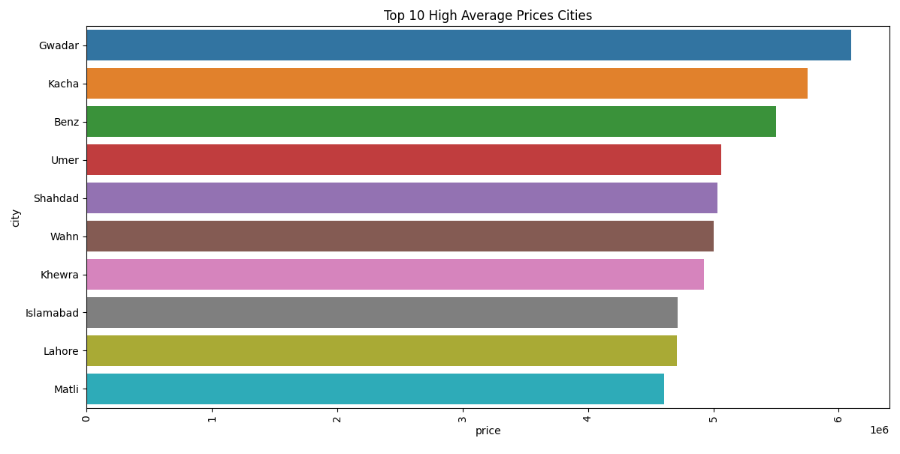 Top 10 High Average Prices Cities
Gwadar
Kacha
Benz
Umer
Shahdad
Wahn
Khewra
Islamabad
Lahore
Matli
city
0 1 2 3 4 5 6
1e6
price